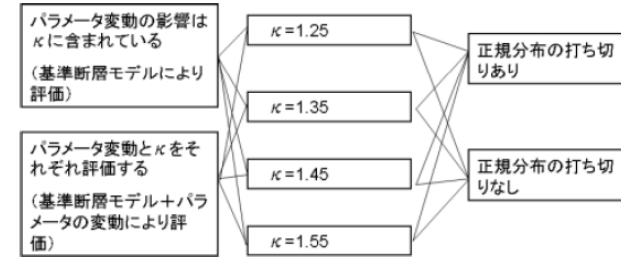 パラメータ変動の影響は
κに含まれている
(基準断層モデルにより
評価)
パラメータ変動とκをそ
れぞれ評価する
(基準断層モデル+パラ
メータの変動により評
価)
κ=1.25
κ=1.35
κ=1.45
κ=1.55
正規分布の打ち切
りあり
正規分布の打ち切
りなし